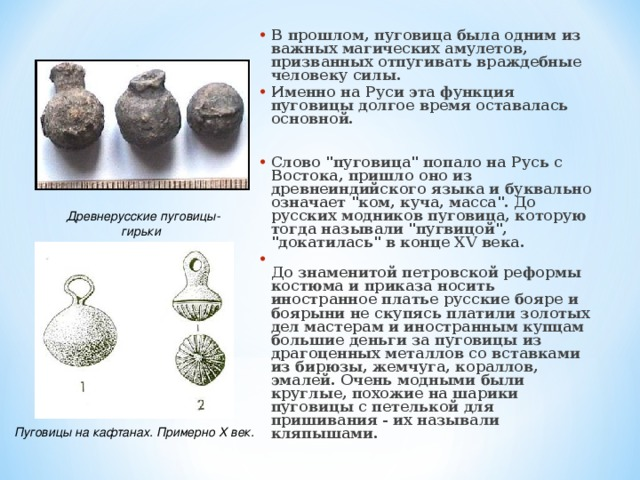 • В прошлом, пуговица была одним из
важных магических амулетов,
призванных отпугивать враждебные
человеку силы.
• Именно на Руси эта функция
пуговицы долгое время оставалась
основной.
• Слово "пуговица" попало на Русь с
Востока, пришло оно из
древнеиндийского языка и буквально
означает "ком, куча, масса". До
русских модников пуговица, которую
тогда называли "пугвицой",
"докатилась" в конце XV века.
•
До знаменитой петровской реформы
костюма и приказа носить
иностранное платье русские бояре и
боярыни не скупясь платили золотых
дел мастерам и иностранным купцам
большие деньги за пуговицы из
драгоценных металлов со вставками
из бирюзы, жемчуга, кораллов,
эмалей. Очень модными были
круглые, похожие на шарики
пуговицы с петелькой для
пришивания - их называли
кляпышами.
Древнерусские пуговицы-
гирьки
1
2
Пуговицы на кафтанах. Примерно X век.